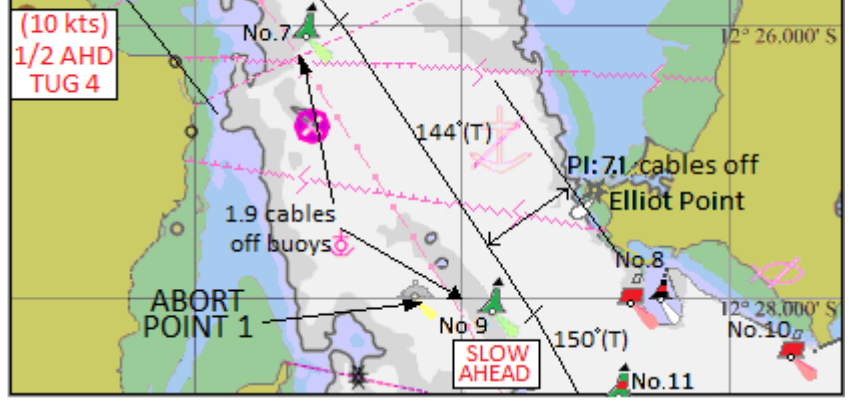 (10 kts)
1/2 AHD
TUG 4
No.7
12° 26.000' S
144°(T)
PI: 7.1 cables off
Elliot Point
1.9 cables
off buoys
No.8
ABORT
POINT 1
No 9
12° 28.000' S
SLOW
AHEAD
150°(T)
No.10
No.11